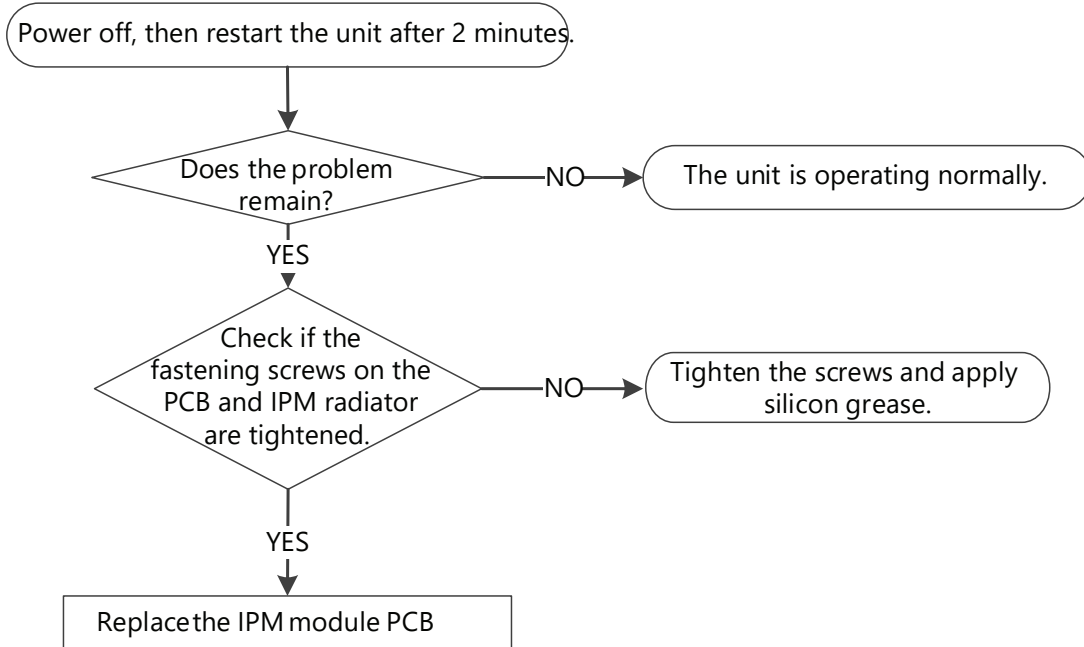 Power off, then restart the unit after 2 minutes.
Does the problem
remain?
NO
The unit is operating normally.
YES
Check if the
fastening screws on the
PCB and IPM radiator
are tightened.
NO
Tighten the screws and apply
silicon grease.
YES
Replace the IPM module PCB